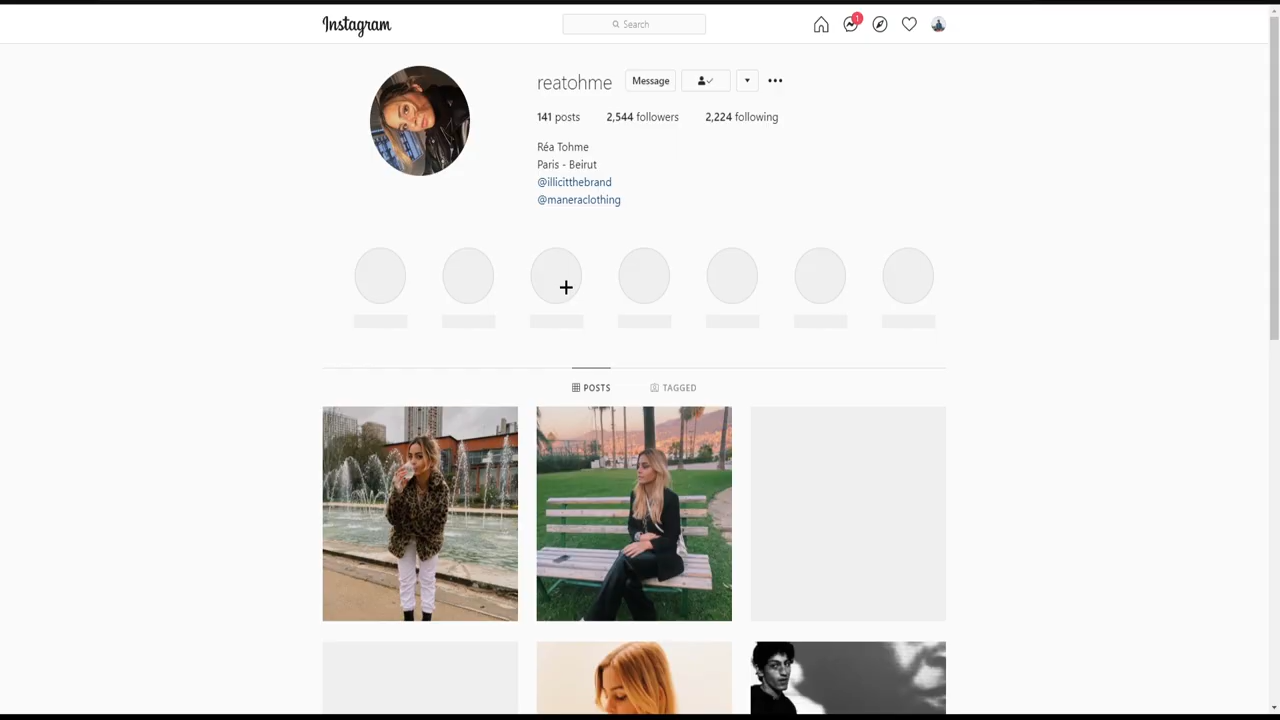 Instagram
Search
1
reatohme
Message
141 posts 2,544 followers 2,224 following
Réa Tohme
Paris - Beirut
@illicitthebrand
@maneraclothing
POSTS TAGGED